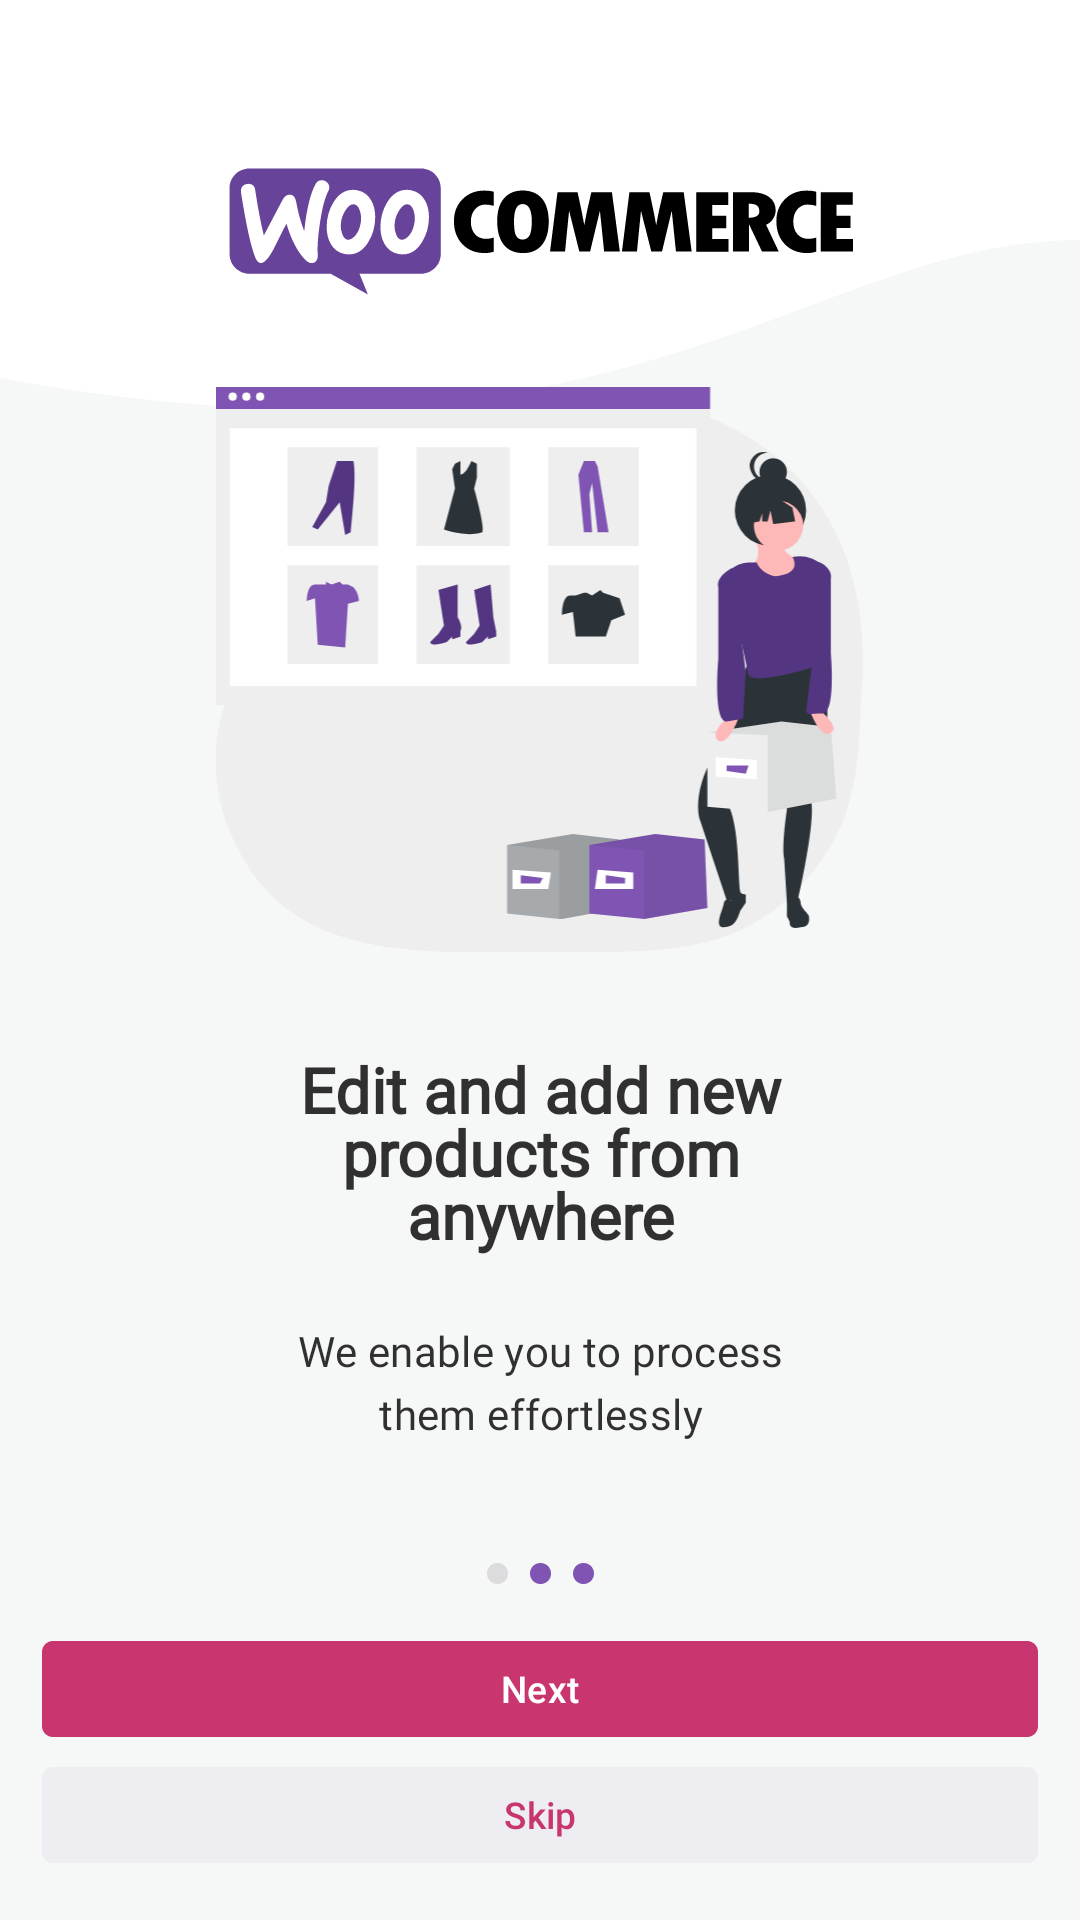 WOO COMMERCE
Edit and add new
products from
anywhere
We enable you to process
them effortlessly
Next
Skip